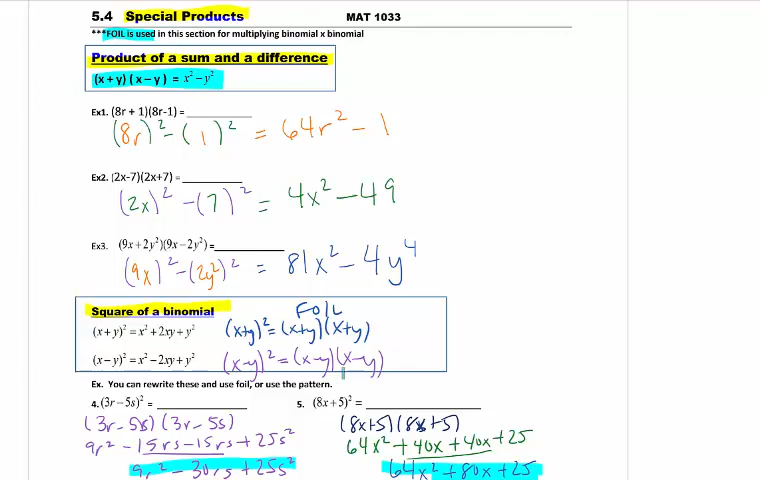 5.4 Special Products MAT 1033
***FOIL is used in this section for multiplying binomial x binomial
Product of a sum and a difference
(x + y) (x – y ) = x² – y²
Ex1. (8r + 1)(8r-1) = ____________
(8r)² – (1)² = 64r² – 1
Ex2. (2x-7)(2x+7) = ___________
(2x)² – (7)² = 4x² – 49
Ex3. (9x + 2y²)(9x – 2y²) = ____________
(9x)² – (2y²)² = 81x² – 4y⁴
Square of a binomial FOIL
(x + y)² = x² + 2xy + y² (x+y)² = (x+y)(x+y)
(x – y)² = x² – 2xy + y² (x–y)² = (x–y)(x–y)
Ex. You can rewrite these and use foil, or use the pattern.
4. (3r – 5s)² = ________________ 5. (8x + 5)² = ____________________
(3r – 5s)(3r – 5s) (8x+5)(8x+5)
9r² – 15rs – 15rs + 25s² 64x² + 40x + 40x + 25
9r² – 30rs + 25s² 64x² + 80x + 25